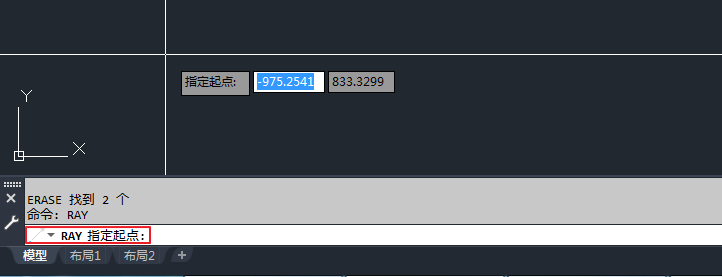 指定起点: -975.2541 833.3299
Y
X
ERASE 找到 2 个
命令: RAY
RAY 指定起点:
模型 布局1 布局2 +